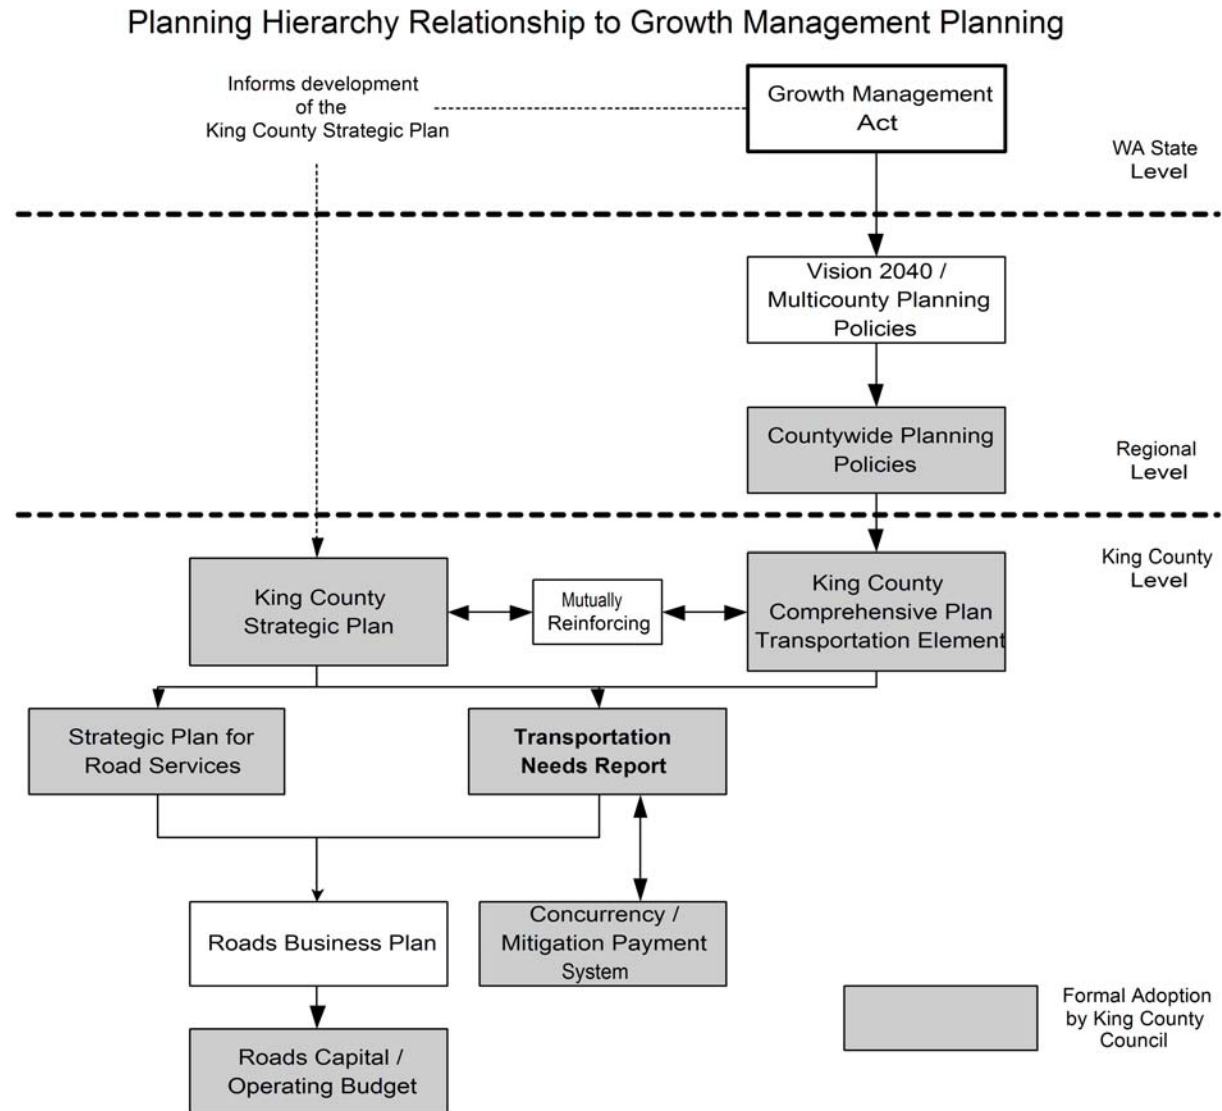 Planning Hierarchy Relationship to Growth Management Planning
Informs development
of the
King County Strategic Plan
Growth Management
Act
WA State
Level
Vision 2040 /
Multicounty Planning
Policies
Countywide Planning
Policies
Regional
Level
King County
Level
King County
Strategic Plan
Mutually
Reinforcing
King County
Comprehensive Plan
Transportation Element
Strategic Plan for
Road Services
Transportation
Needs Report
Roads Business Plan
Concurrency /
Mitigation Payment
System
Roads Capital /
Operating Budget
Formal Adoption
by King County
Council